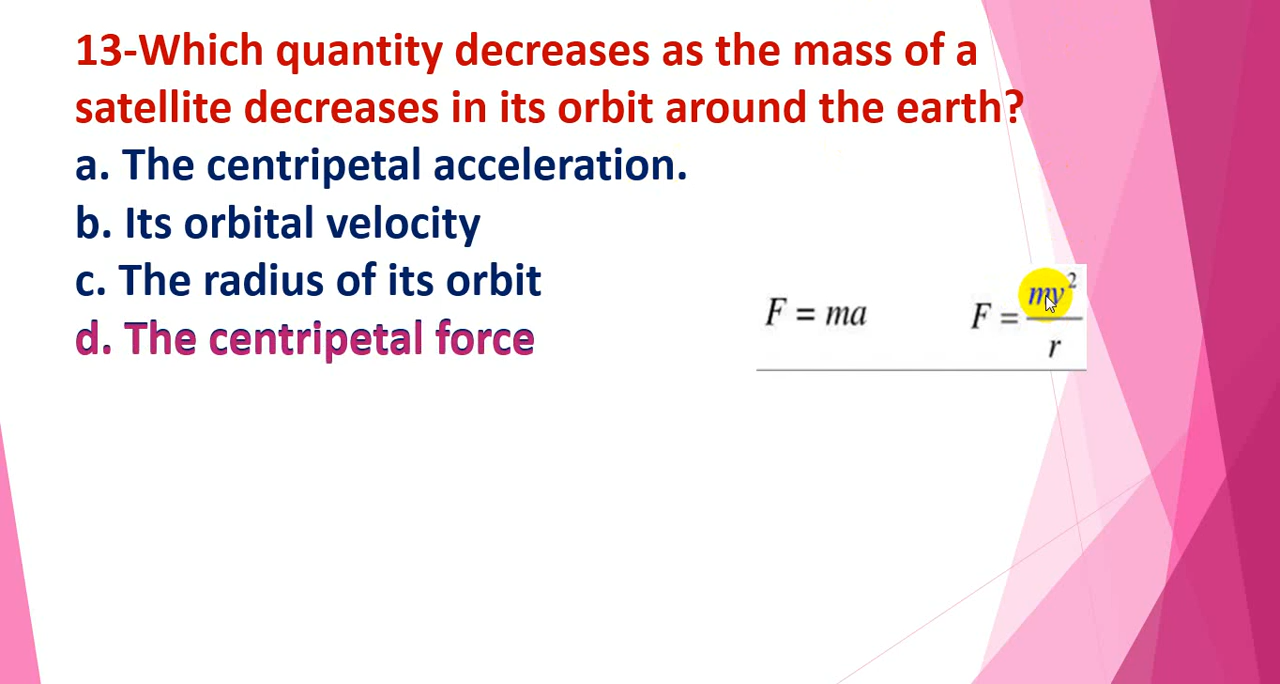 13-Which quantity decreases as the mass of a
satellite decreases in its orbit around the earth?
a. The centripetal acceleration.
b. Its orbital velocity
c. The radius of its orbit
d. The centripetal force
F = ma
F = mv² / r